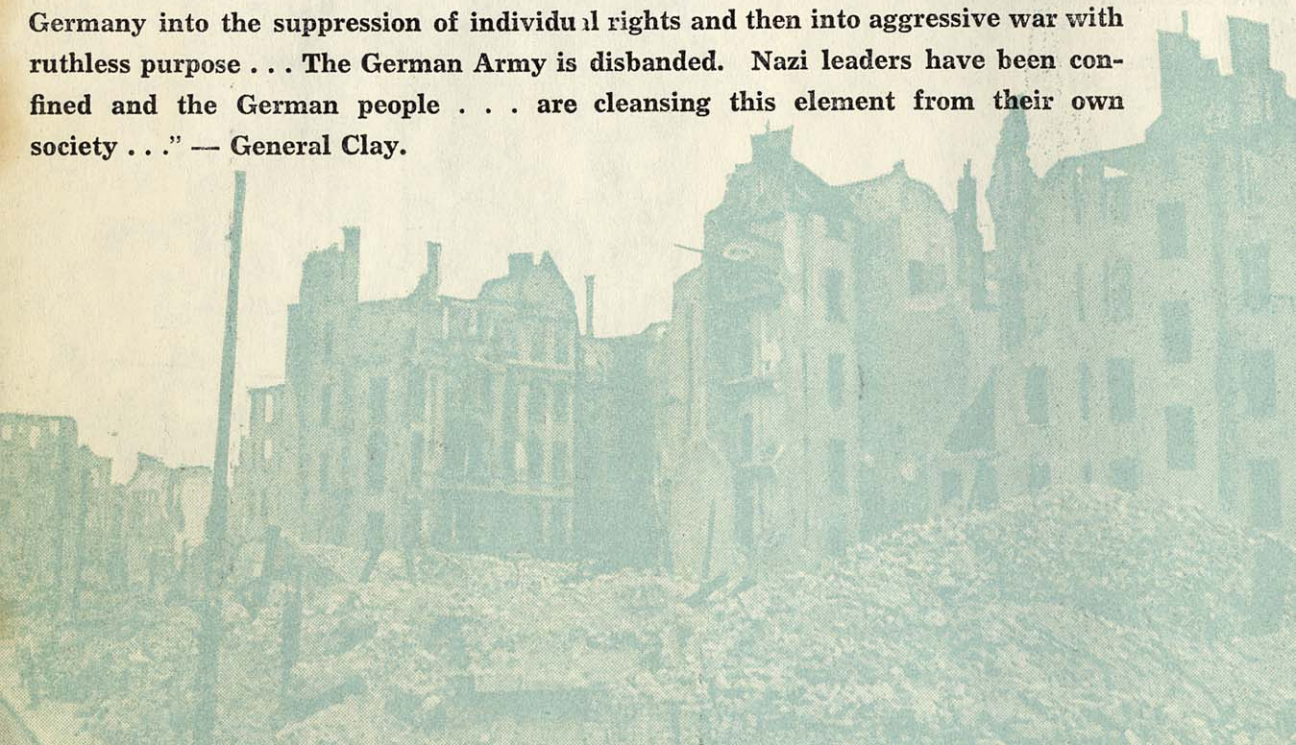 Germany into the suppression of individual rights and then into aggressive war with
ruthless purpose . . . The German Army is disbanded. Nazi leaders have been con-
fined and the German people . . . are cleansing this element from their own
society . . .” — General Clay.